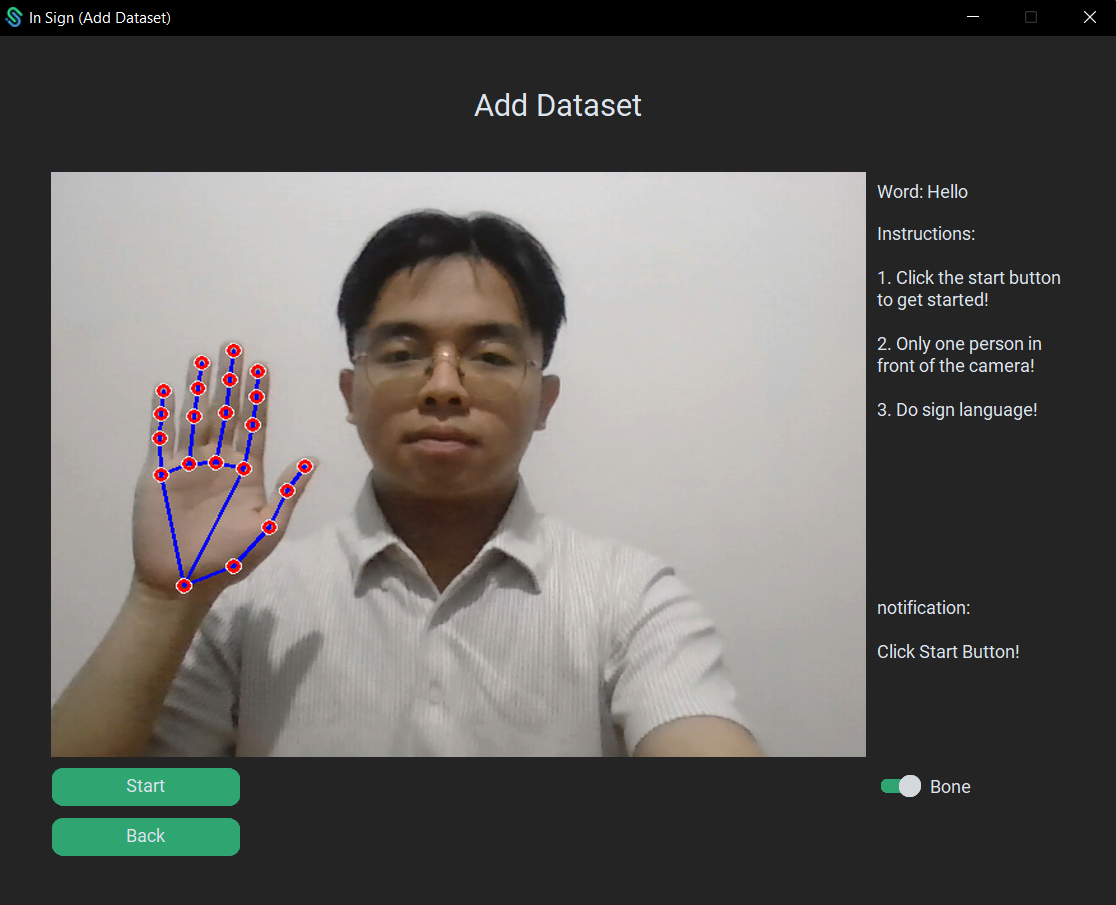 In Sign (Add Dataset)
Add Dataset
Word: Hello
Instructions:
1. Click the start button
to get started!
2. Only one person in
front of the camera!
3. Do sign language!
notification:
Click Start Button!
Start
Bone
Back